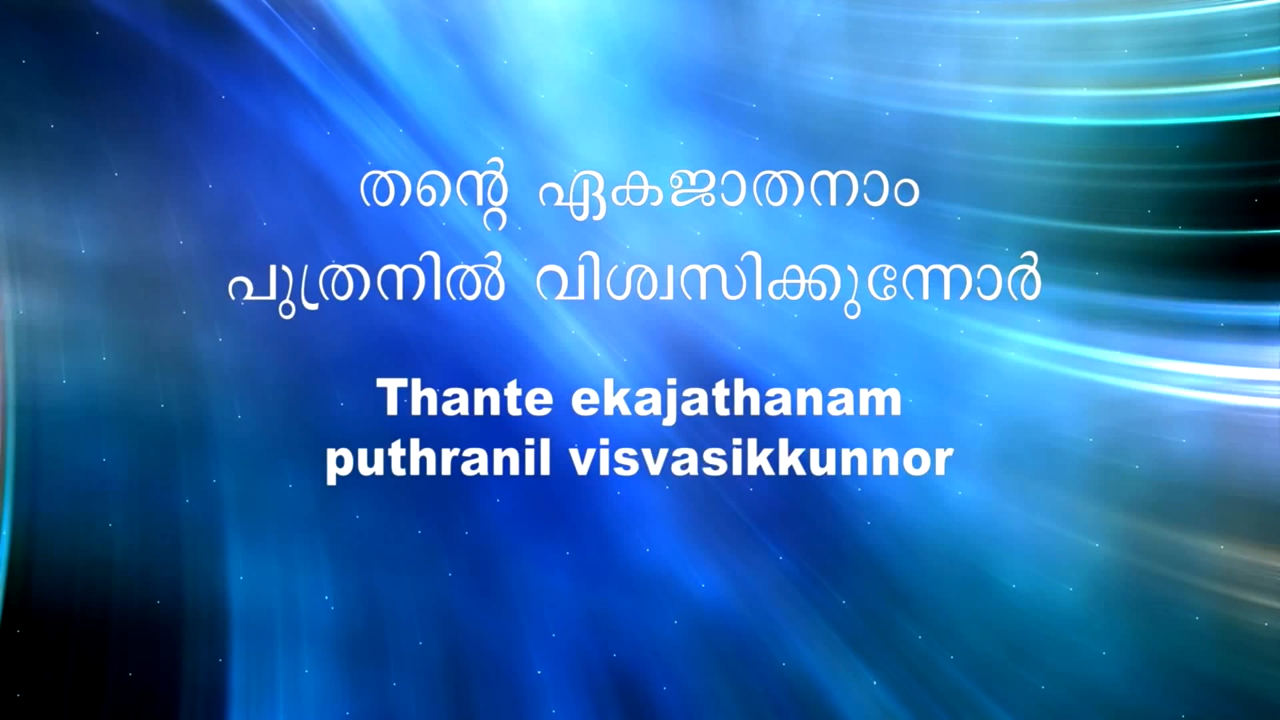 തന്റെ ഏകജാതനാം
പുത്രനിൽ വിശ്വസിക്കുന്നോർ
Thante ekajathanam
puthranil visvasikkunnor